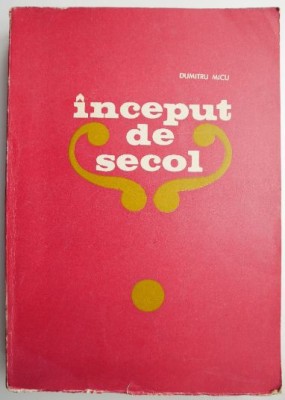 DUMITRU MICU
început
de
secol